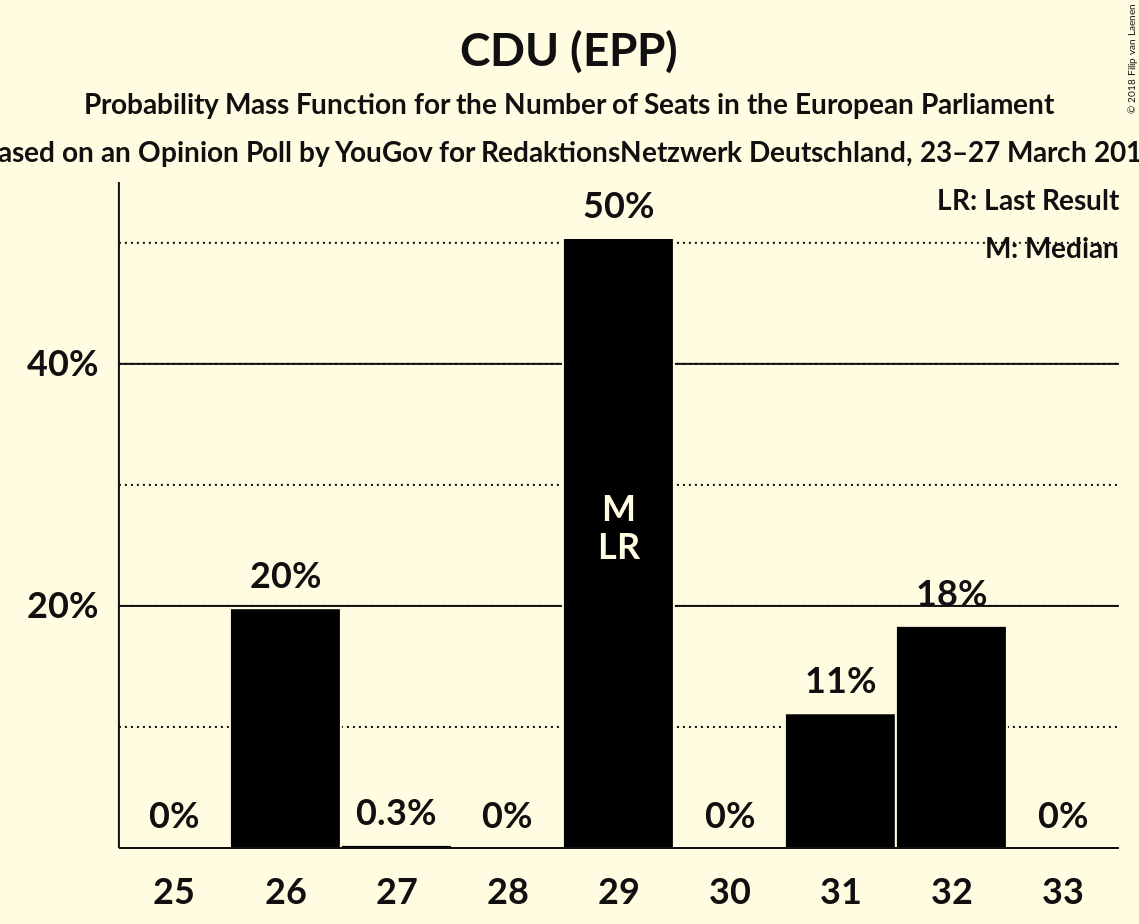 CDU (EPP)
Probability Mass Function for the Number of Seats in the European Parliament
ased on an Opinion Poll by YouGov for RedaktionsNetzwerk Deutschland, 23–27 March 201
© 2018 Filip van Laenen
LR: Last Result
M: Median
50%
40%
20%
20%
18%
11%
M
LR
0%
0.3%
0%
0%
0%
25 26 27 28 29 30 31 32 33